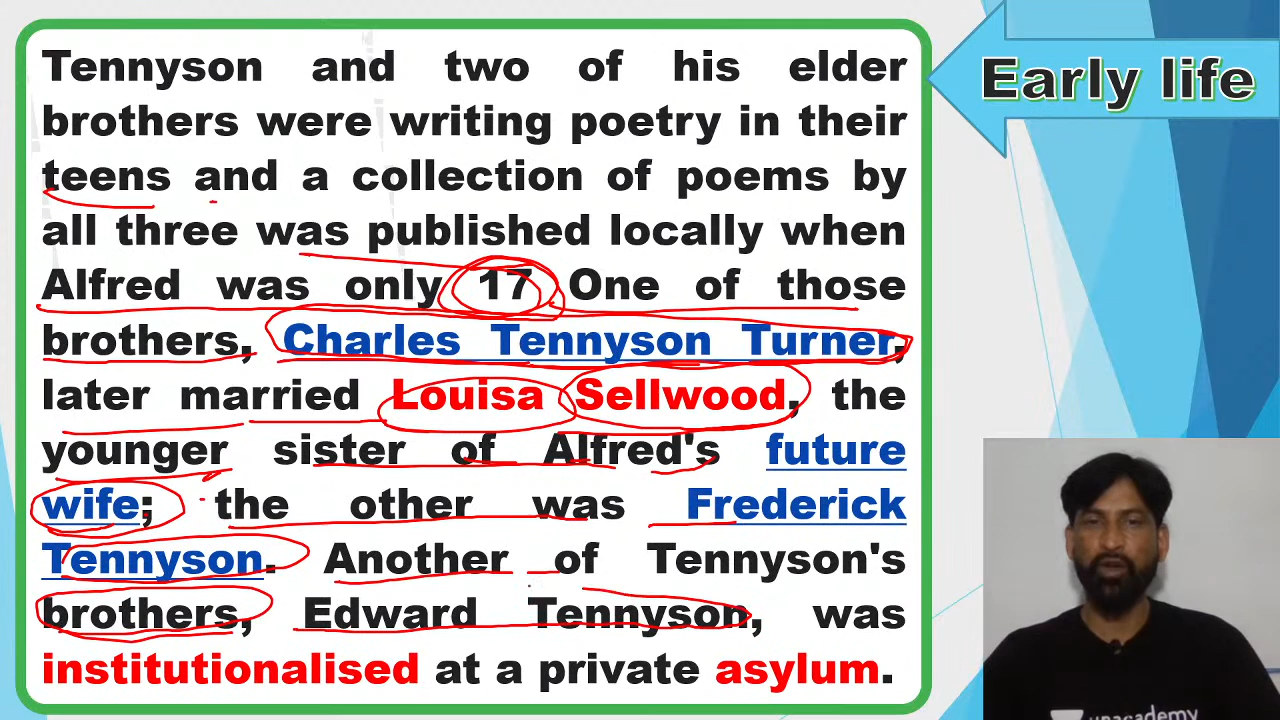 Early life
Tennyson and two of his elder
brothers were writing poetry in their
teens and a collection of poems by
all three was published locally when
Alfred was only 17 One of those
brothers, Charles Tennyson Turner,
later married Louisa Sellwood, the
younger sister of Alfred's future
wife; the other was Frederick
Tennyson. Another of Tennyson's
brothers, Edward Tennyson, was
institutionalised at a private asylum.
unacademy